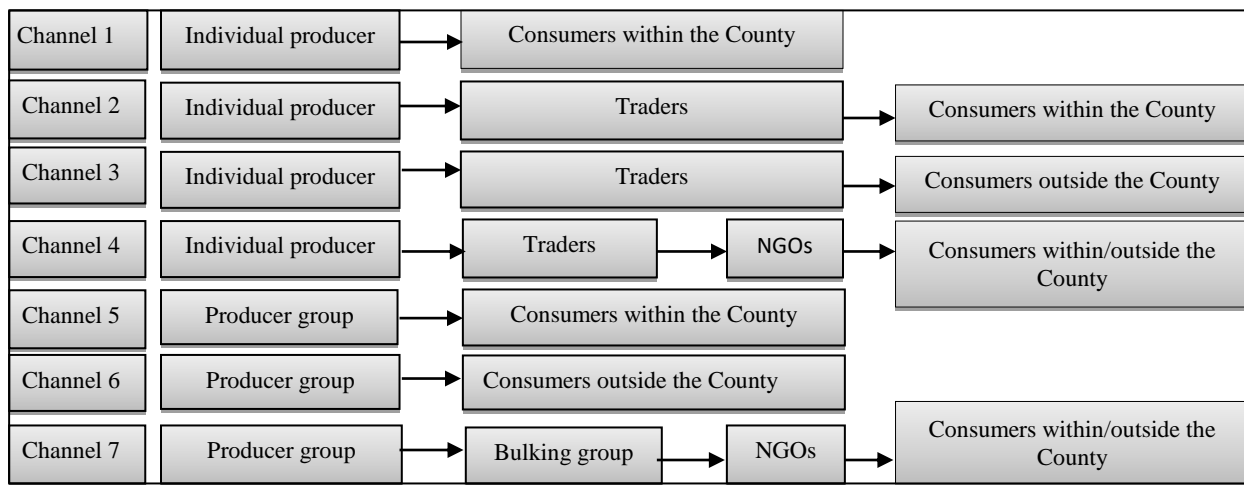 Channel 1 Individual producer Consumers within the County
Channel 2 Individual producer Traders Consumers within the County
Channel 3 Individual producer Traders Consumers outside the County
Channel 4 Individual producer Traders NGOs Consumers within/outside the
County
Channel 5 Producer group Consumers within the County
Channel 6 Producer group Consumers outside the County
Channel 7 Producer group Bulking group NGOs Consumers within/outside the
County